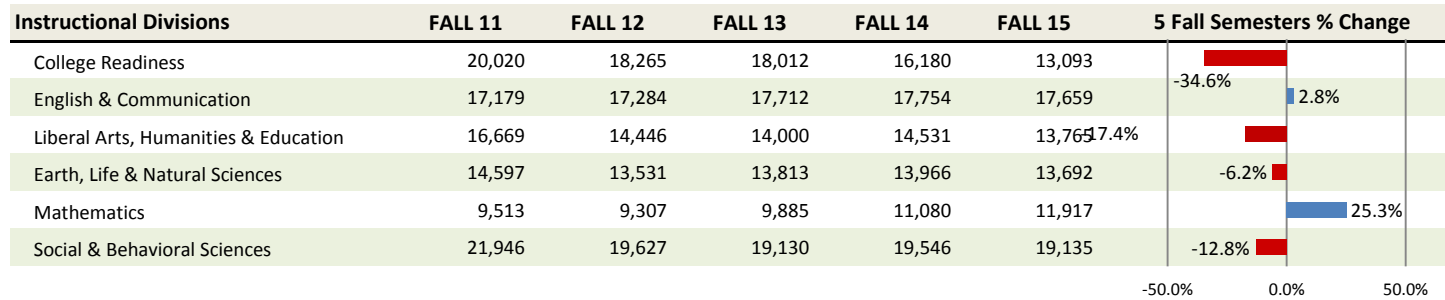 Instructional Divisions FALL 11 FALL 12 FALL 13 FALL 14 FALL 15 5 Fall Semesters % Change
College Readiness 20,020 18,265 18,012 16,180 13,093 -34.6%
English & Communication 17,179 17,284 17,712 17,754 17,659 2.8%
Liberal Arts, Humanities & Education 16,669 14,446 14,000 14,531 13,765 -17.4%
Earth, Life & Natural Sciences 14,597 13,531 13,813 13,966 13,692 -6.2%
Mathematics 9,513 9,307 9,885 11,080 11,917 25.3%
Social & Behavioral Sciences 21,946 19,627 19,130 19,546 19,135 -12.8%
-50.0% 0.0% 50.0%